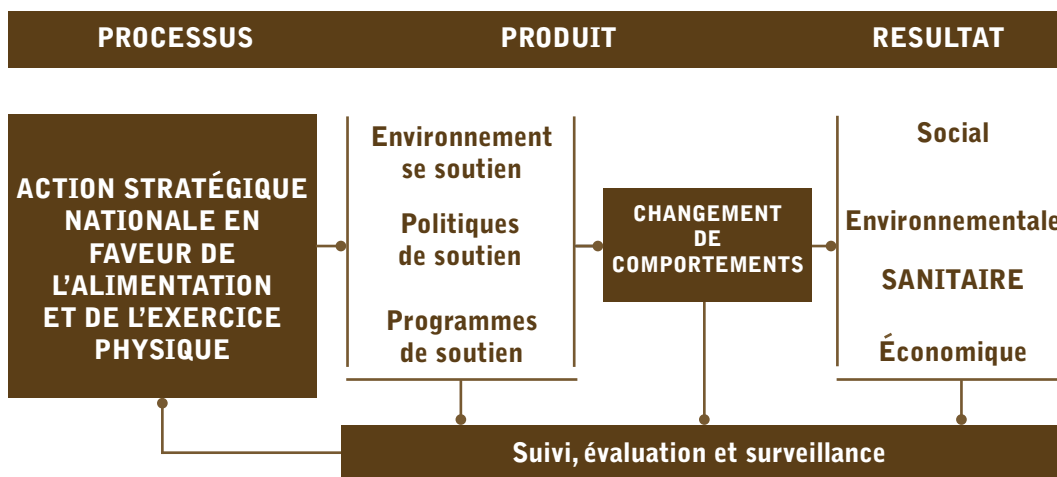 PROCESSUS
PRODUIT
RESULTAT
ACTION STRATÉGIQUE
NATIONALE EN
FAVEUR DE
L’ALIMENTATION
ET DE L’EXERCICE
PHYSIQUE
Environnement
se soutien
Politiques
de soutien
Programmes
de soutien
CHANGEMENT
DE
COMPORTEMENTS
Social
Environnementale
SANITAIRE
Économique
Suivi, évaluation et surveillance